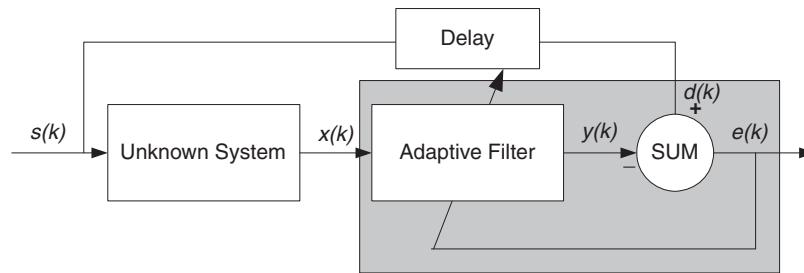 Delay
d(k)
+
s(k)
Unknown System
x(k)
Adaptive Filter
y(k)
–
SUM
e(k)